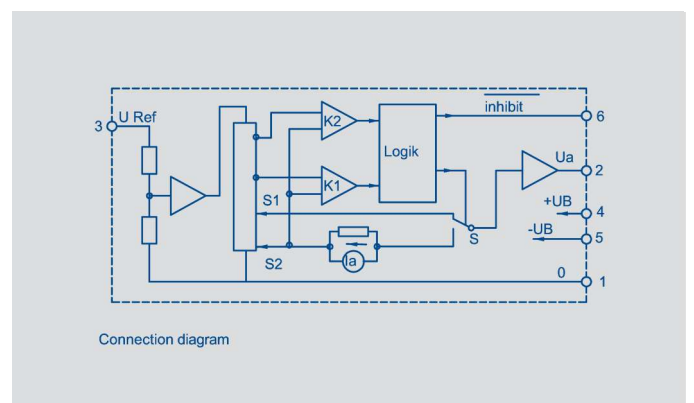 U Ref
3
inhibit
6
K2
Logik
Ua
2
K1
+UB
4
S1
-UB
5
S
S2
Ia
0
1
Connection diagram